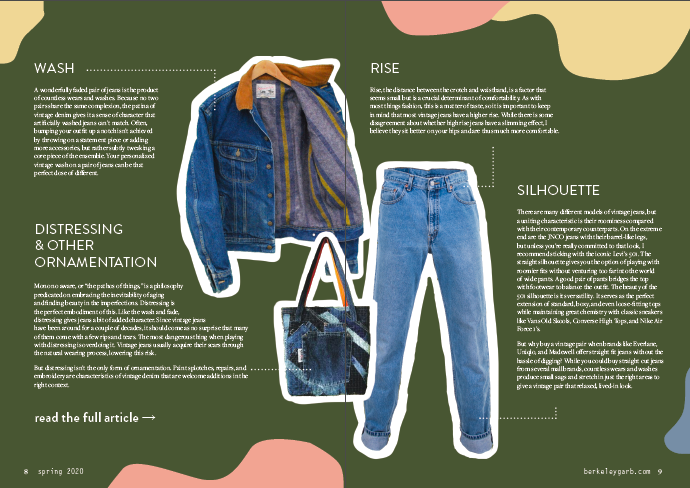 WASH
A wonderfully faded pair of jeans is the product
of countless wears and washes. Because no two
pair share the same complexion, the patina of
vintage denim gives it a sense of character that
artificially washed jeans can't match. Often,
bumping your outfit up a notch isn't achieved
by throwing on a statement piece or adding
more accessories, but rather subtly tweaking a
core piece of the ensemble. Your personalized
vintage wash on a pair of jeans can be that
perfect dose of different.
DISTRESSING
& OTHER
ORNAMENTATION
Mono no aware, or "the pathos of things," is a philosophy
predicated on embracing the inevitability of aging
and finding beauty in the imperfections. Distressing is
the perfect embodiment of this. Like the wash and fade,
distressing gives jeans a bit of added character. Since vintage jeans
have been around for a couple of decades, it should come as no surprise that many
of them come with a few rips and tears. The most dangerous thing when playing
with distressing is overdoing it. Vintage jeans usually acquire their scars through
the natural wearing process, lowering this risk.
But distressing isn't the only form of ornamentation. Paint splotches, repairs, and
embroidery are characteristics of vintage denim that are welcome additions in the
right context.
read the full article →
8 spring 2020
RISE
Rise, the distance between the crotch and waistband, is a factor that
seems small but is a crucial determinant of comfortability. As with
most things fashion, this is a matter of taste, so it is important to keep
in mind that most vintage jeans have a higher rise. While there is some
disagreement about whether high rise jeans have a slimming effect, I
believe they sit better on your hips and are thus much more comfortable.
SILHOUETTE
There are many different models of vintage jeans, but
a uniting characteristic is their roominess compared
with their contemporary counterparts. On the extreme
end are the JNCO jeans with their barrel-like legs,
but unless you're really committed to that look, I
recommend sticking with the iconic Levi's 501. The
straight silhouette gives you the option of playing with
roomier fits without venturing too far into the world
of wide pants. A good pair of pants bridges the top
with footwear to balance the outfit. The beauty of the
501 silhouette is its versatility. It serves as the perfect
extension of standard, boxy, and even loose-fitting tops
while maintaining great chemistry with classic sneakers
like Vans Old Skools, Converse High Tops, and Nike Air
Force 1's.
But why buy a vintage pair when brands like Everlane,
Uniqlo, and Madewell offer straight fit jeans without the
hassle of digging? While you could buy straight cut jeans
from several mall brands, countless wears and washes
produce small sags and stretch in just the right areas to
give a vintage pair that relaxed, lived-in look.
berkeleygarb.com 9